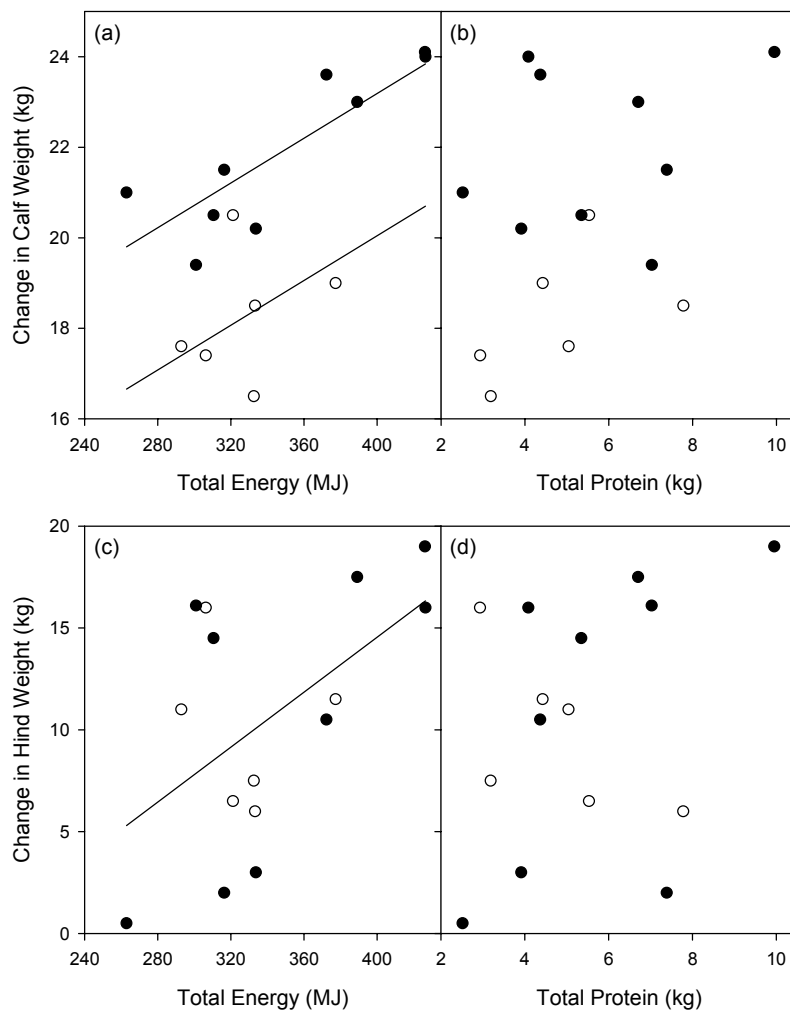 (a)
(b)
Change in Calf Weight (kg)
24
22
20
18
16
240 280 320 360 400 2 4 6 8 10
Total Energy (MJ)
Total Protein (kg)
(c)
(d)
Change in Hind Weight (kg)
20
15
10
5
0
240 280 320 360 400 2 4 6 8 10
Total Energy (MJ)
Total Protein (kg)